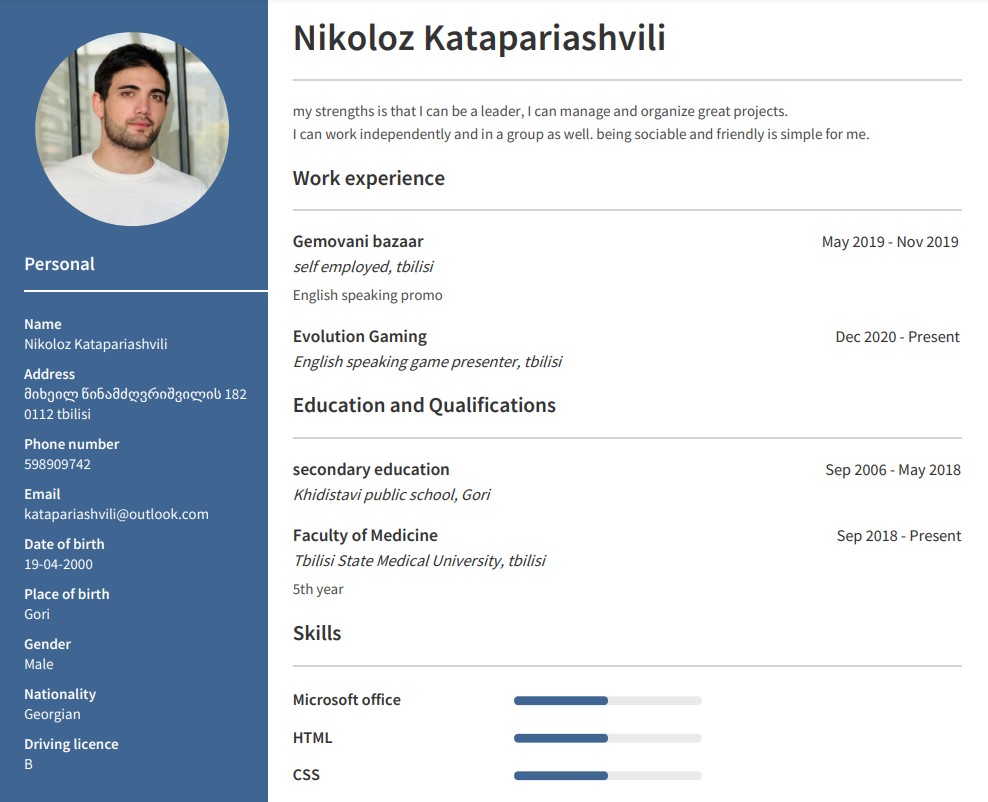 Nikoloz Katapariashvili
my strengths is that I can be a leader, I can manage and organize great projects.
I can work independently and in a group as well. being sociable and friendly is simple for me.
Work experience
Gemovani bazaar May 2019 - Nov 2019
self employed, tbilisi
English speaking promo
Evolution Gaming Dec 2020 - Present
English speaking game presenter, tbilisi
Education and Qualifications
secondary education Sep 2006 - May 2018
Khidistavi public school, Gori
Faculty of Medicine Sep 2018 - Present
Tbilisi State Medical University, tbilisi
5th year
Skills
Microsoft office
HTML
CSS
Personal
Name
Nikoloz Katapariashvili
Address
მიხეილ წინამძღვრიშვილის 182
0112 tbilisi
Phone number
598909742
Email
katapariashvili@outlook.com
Date of birth
19-04-2000
Place of birth
Gori
Gender
Male
Nationality
Georgian
Driving licence
B